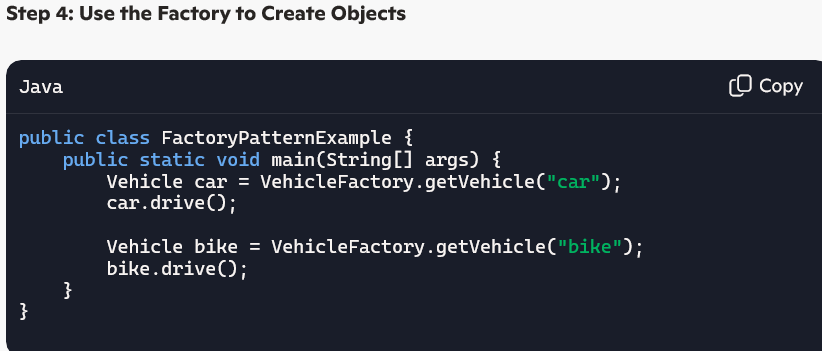 Step 4: Use the Factory to Create Objects
Java
Copy
public class FactoryPatternExample {
    public static void main(String[] args) {
        Vehicle car = VehicleFactory.getVehicle("car");
        car.drive();

        Vehicle bike = VehicleFactory.getVehicle("bike");
        bike.drive();
    }
}